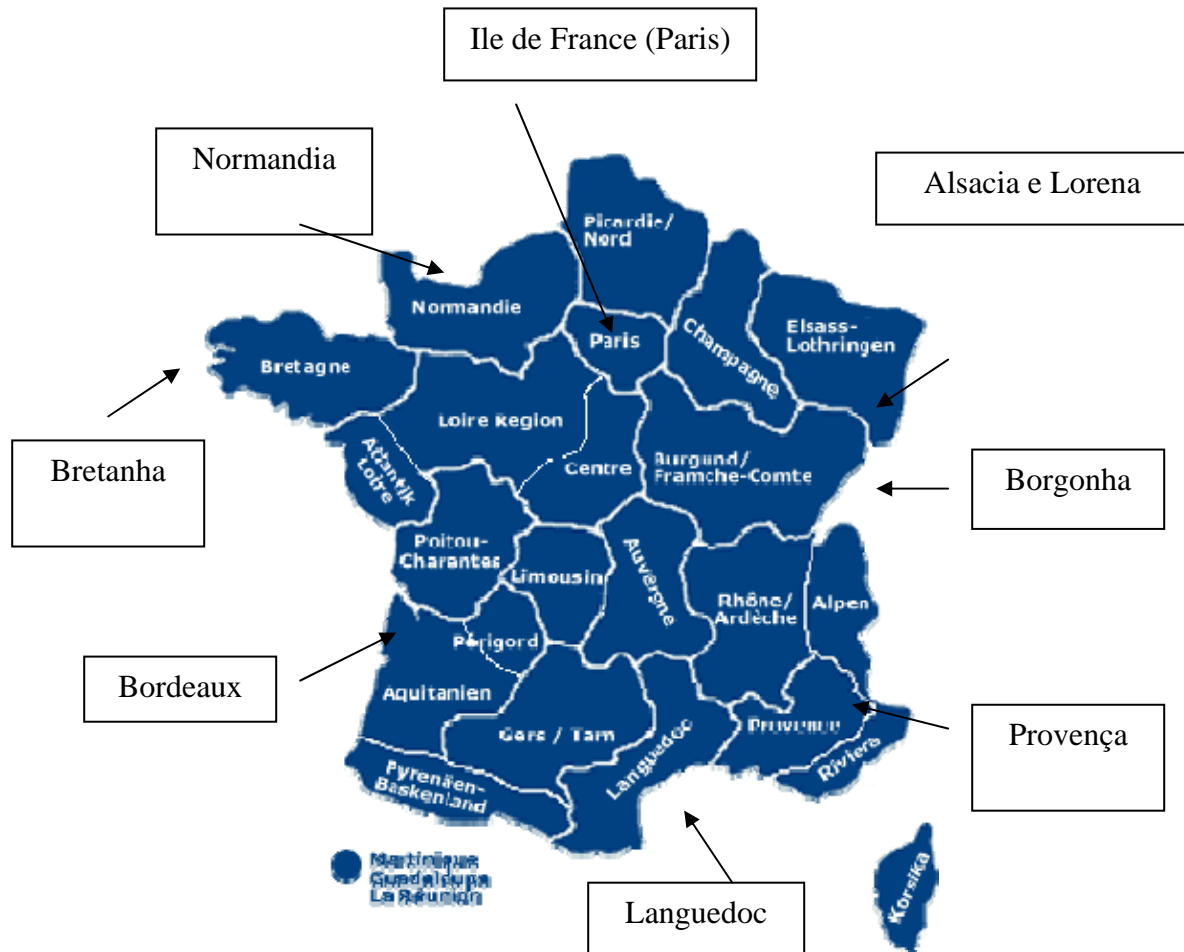 Ile de France (Paris)
Normandia
Alsacia e Lorena
Picardie/
Nord
Normandie
Paris
Champagne
Elsass-
Lothringen
Bretagne
Loire Region
Centre
Burgund/
Framche-Comte
Attantik
Loire
Bretanha
Borgonha
Poitou-
Charantes
Limousin
Auvergne
Rhône/
Ardèche
Alpen
Périgord
Bordeaux
Aquitanien
Gers / Tarn
Languedoc
Provence
Riviera
Provença
Pyrenäen-
Baskenland
Martinique
Guadeloupe
La Réunion
Korsika
Languedoc